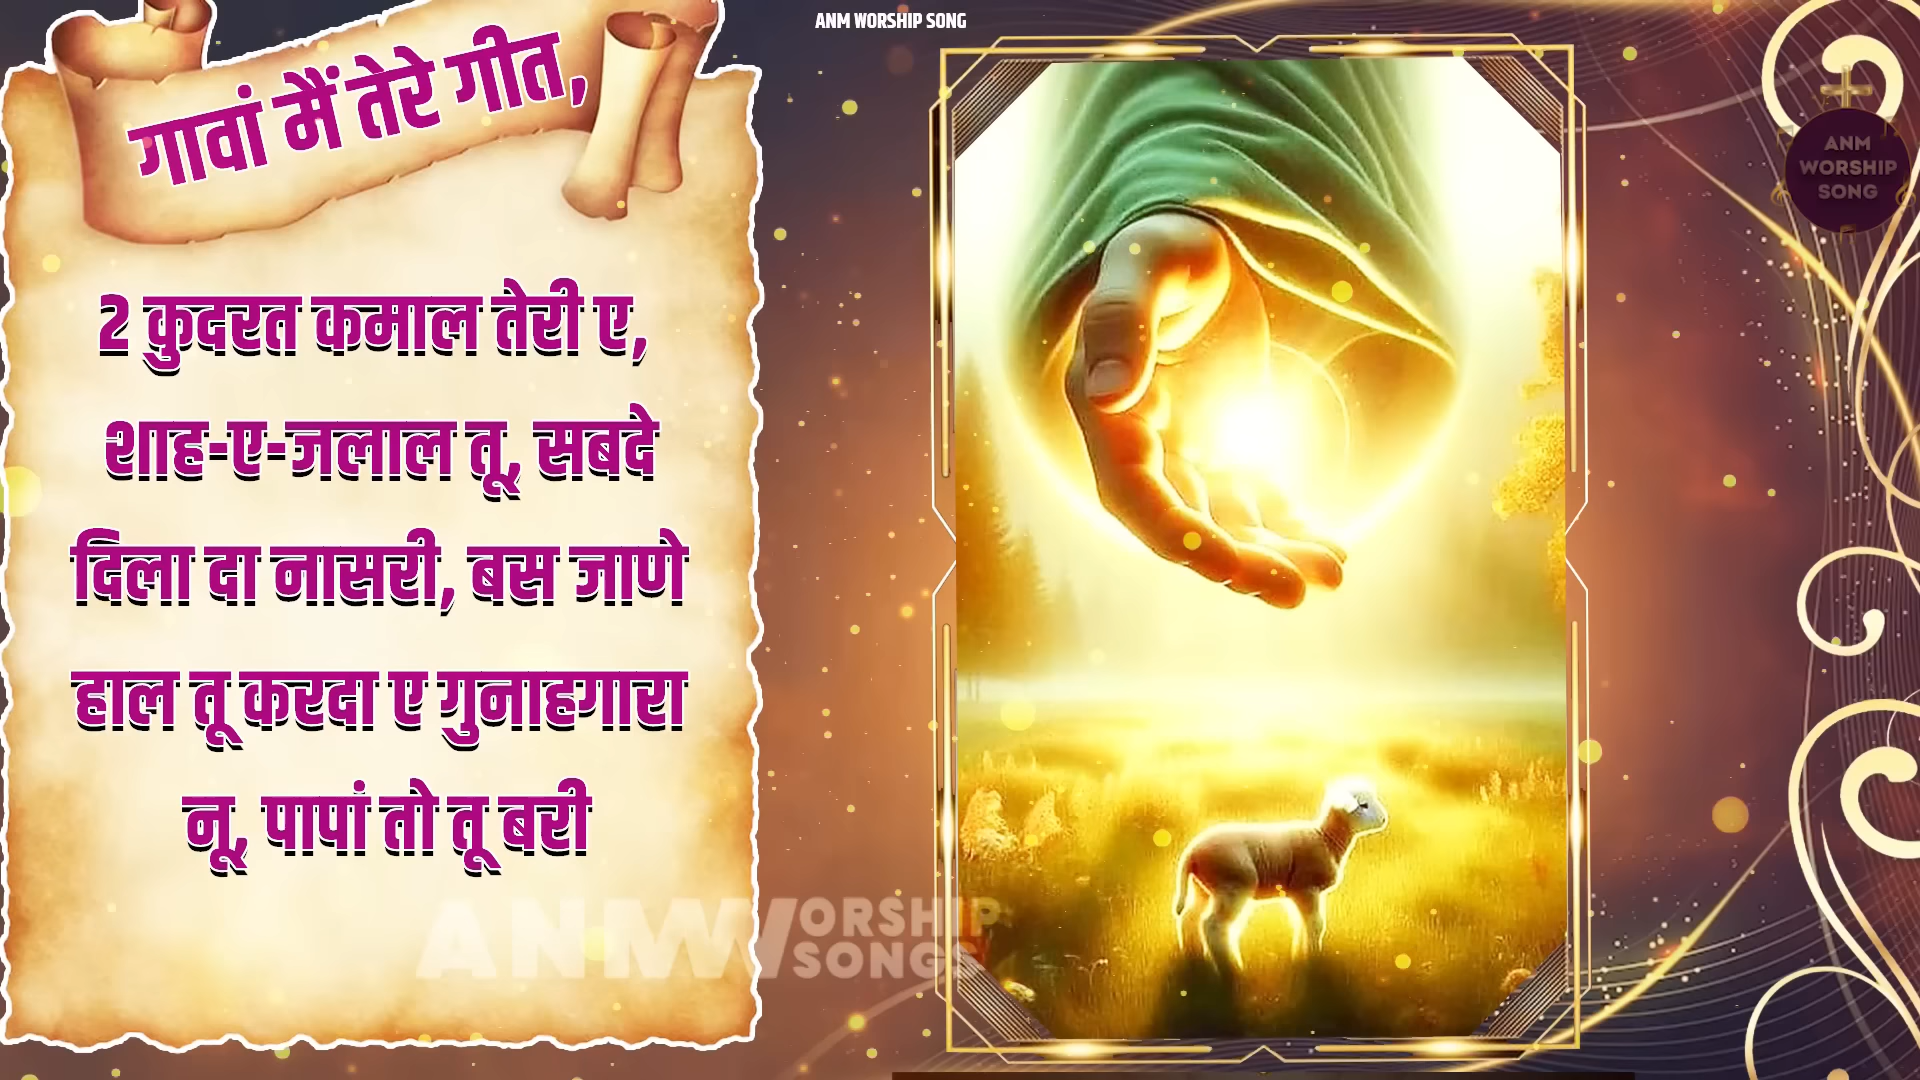 ANM WORSHIP SONG
गावां मैं तेरे गीत,
2 कुदरत कमाल तेरी ए,
शाह-ए-जलाल तू, सबदे
दिला दा नासरी, बस जाणे
हाल तू करदा ए गुनाहगारा
नू, पापां तो तू बरी
ANM
WORSHIP
SONG
ANM WORSHIP
SONGS